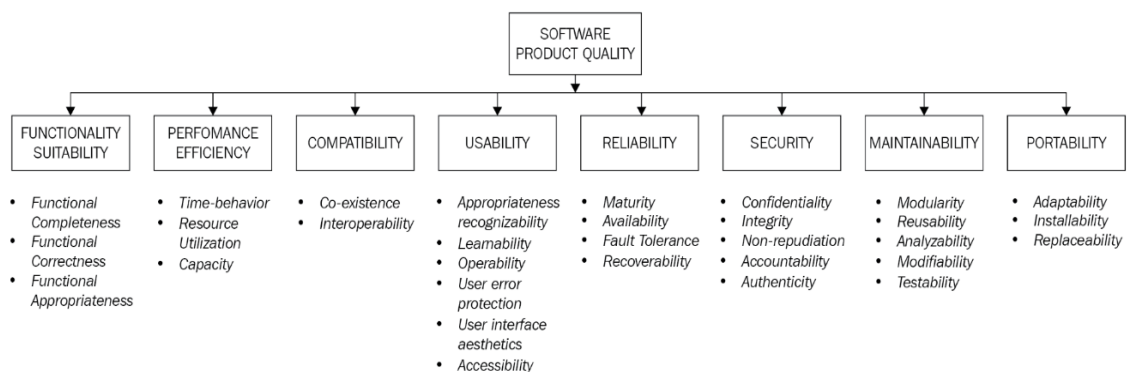 SOFTWARE
PRODUCT QUALITY
FUNCTIONALITY
SUITABILITY
PERFOMANCE
EFFICIENCY
COMPATIBILITY
USABILITY
RELIABILITY
SECURITY
MAINTAINABILITY
PORTABILITY
• Functional
Completeness
• Functional
Correctness
• Functional
Appropriateness
• Time-behavior
• Resource
Utilization
• Capacity
• Co-existence
• Interoperability
• Appropriateness
recognizability
• Learnability
• Operability
• User error
protection
• User interface
aesthetics
• Accessibility
• Maturity
• Availability
• Fault Tolerance
• Recoverability
• Confidentiality
• Integrity
• Non-repudiation
• Accountability
• Authenticity
• Modularity
• Reusability
• Analyzability
• Modifiability
• Testability
• Adaptability
• Installability
• Replaceability